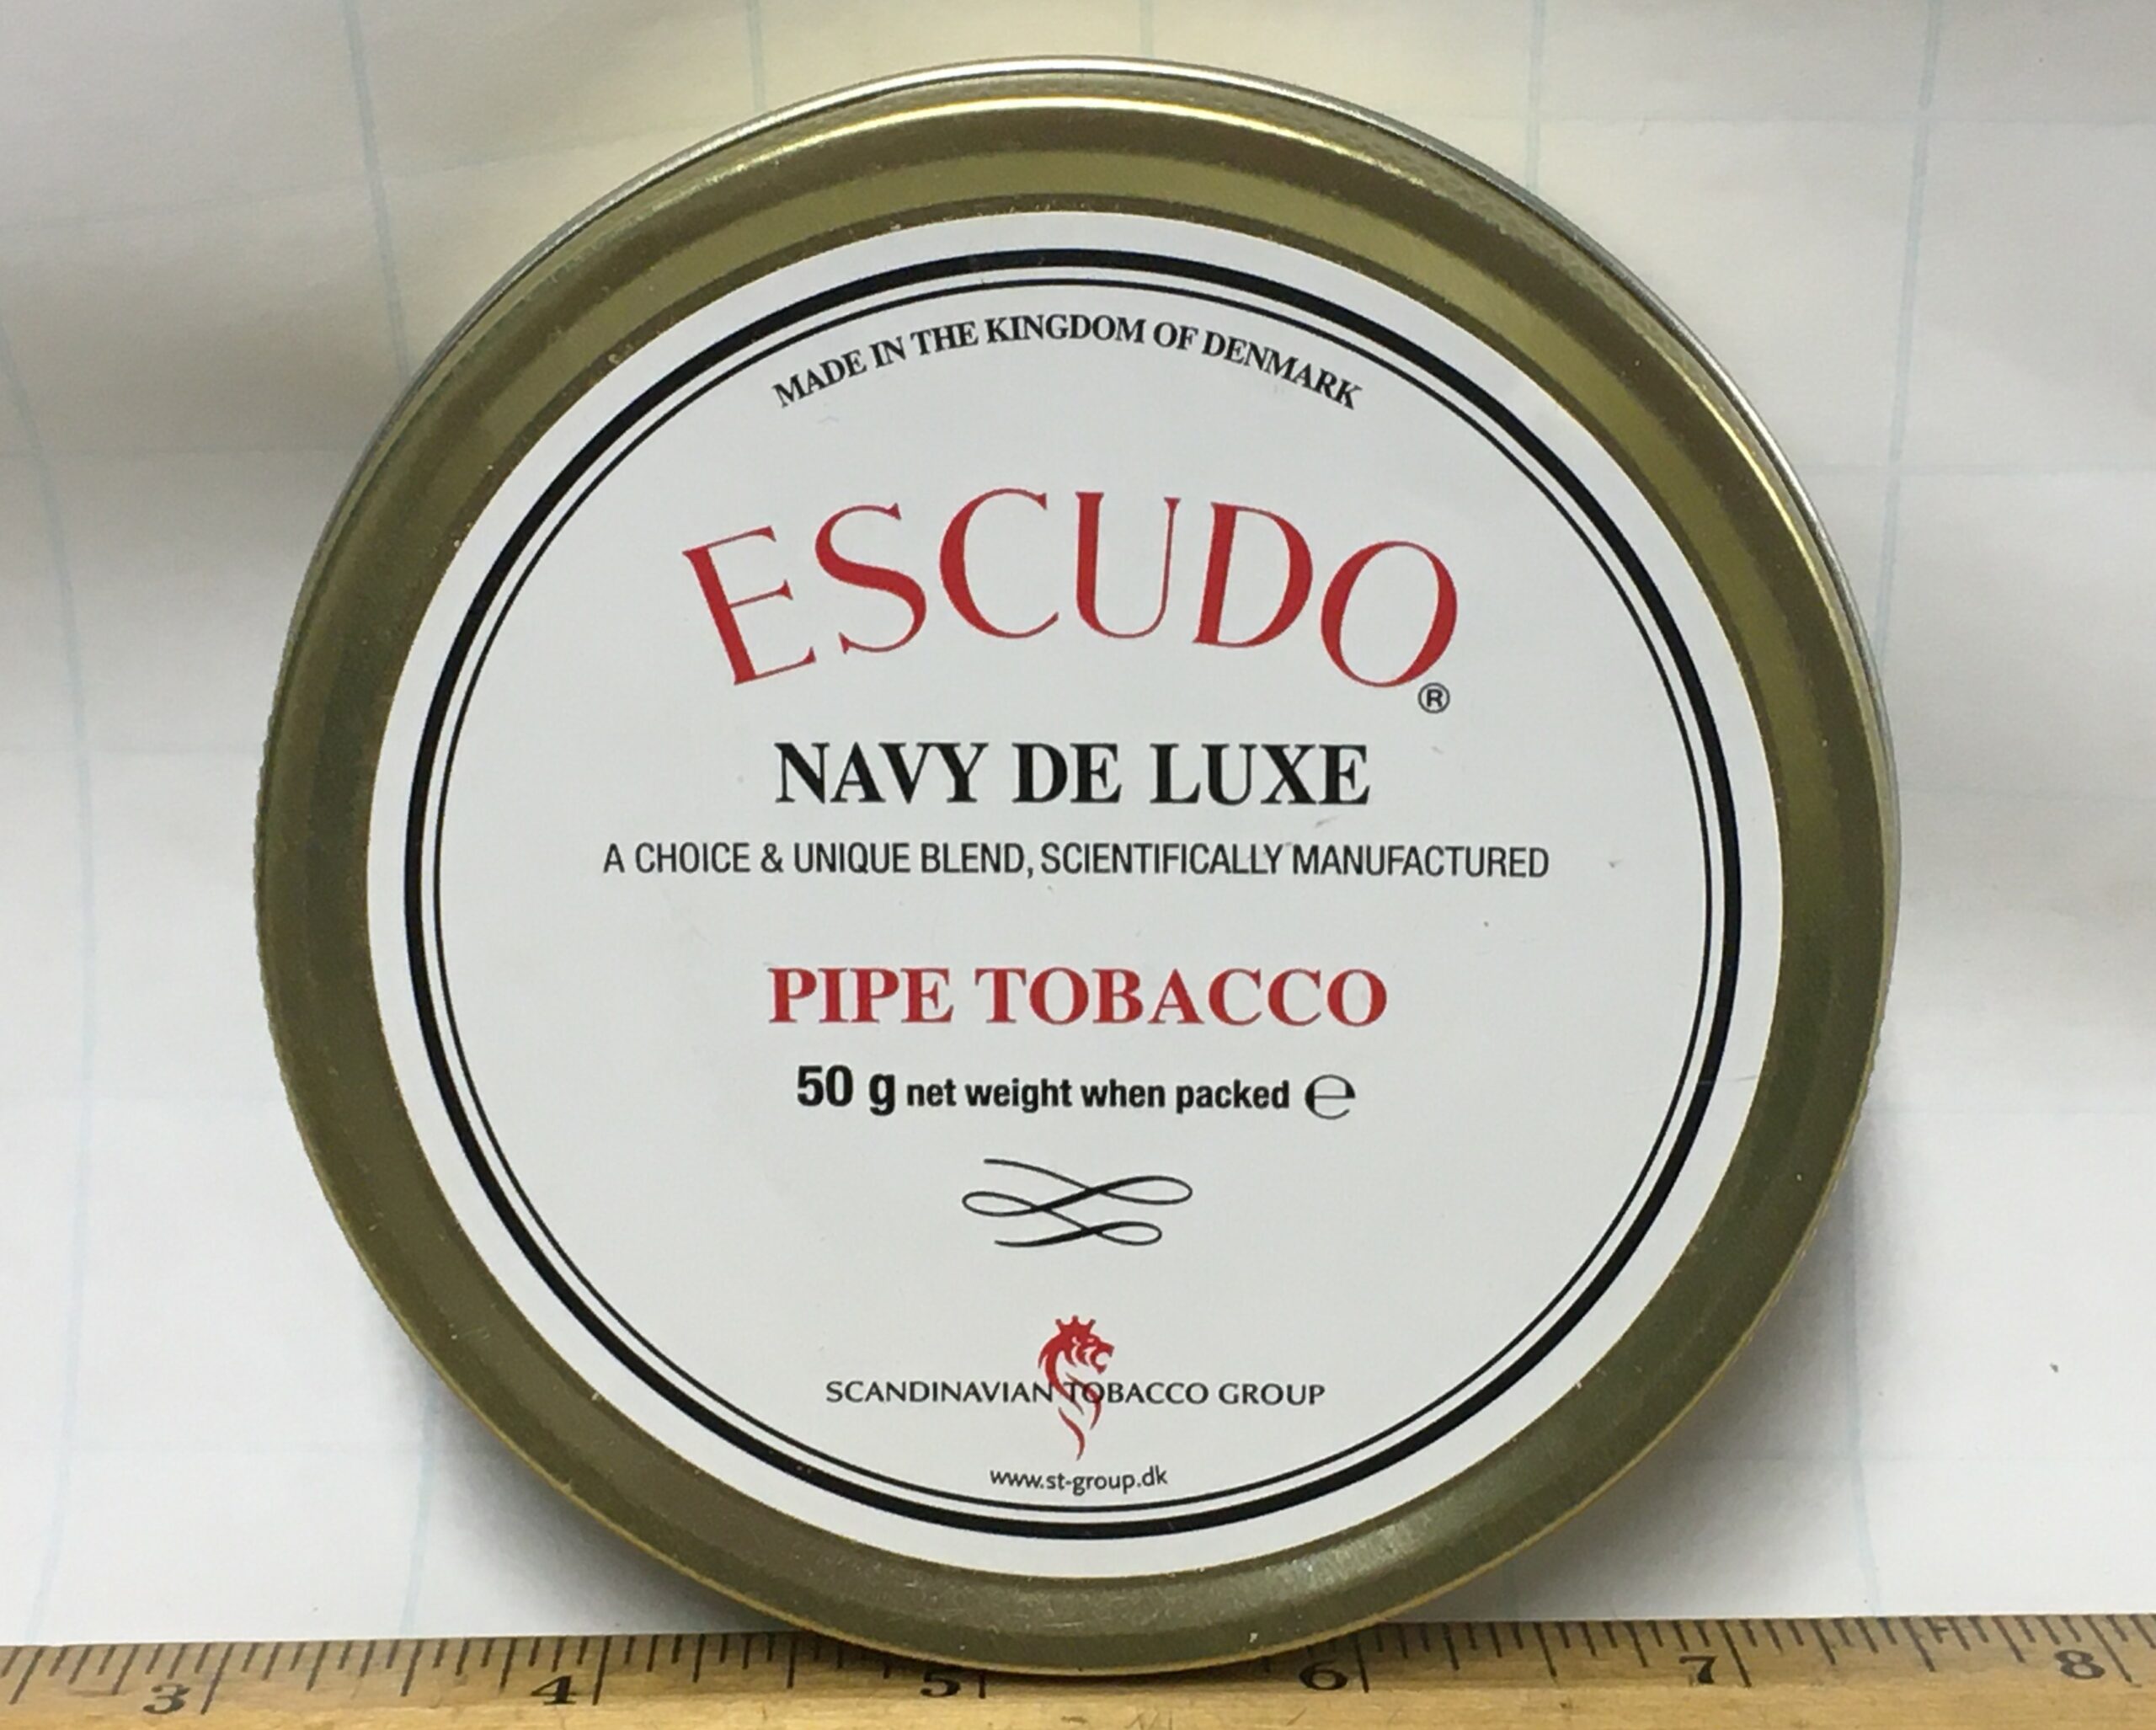 MADE IN THE KINGDOM OF DENMARK
ESCUDO®
NAVY DE LUXE
A CHOICE & UNIQUE BLEND, SCIENTIFICALLY MANUFACTURED
PIPE TOBACCO
50 g net weight when packed ℮
SCANDINAVIAN TOBACCO GROUP
www.st-group.dk
3 4 5 6 7 8